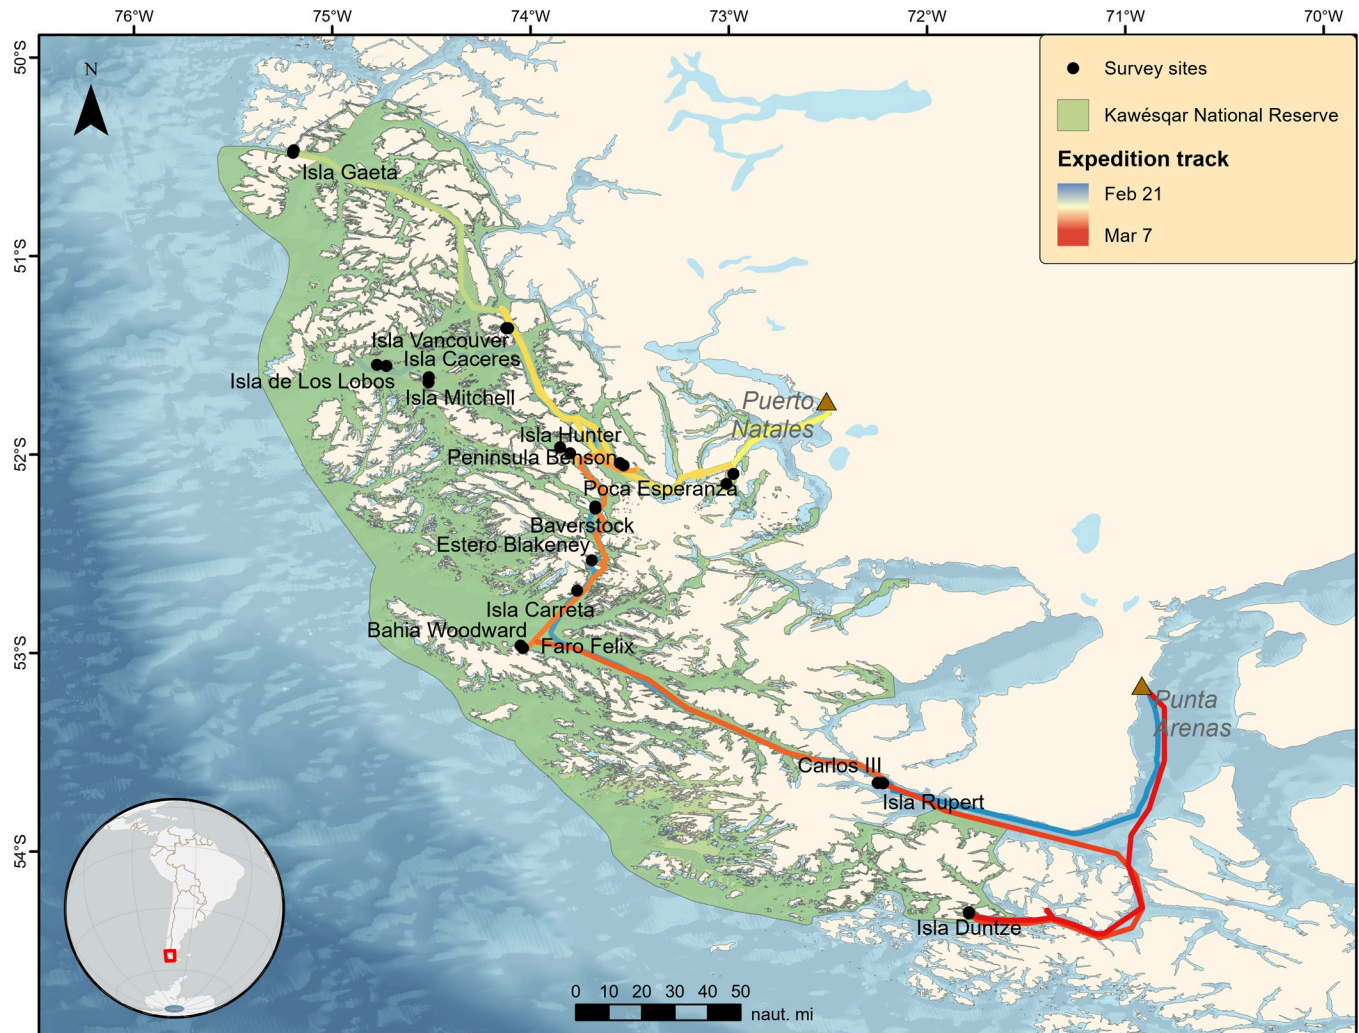 76°W
75°W
74°W
73°W
72°W
71°W
70°W
50°S
51°S
52°S
53°S
54°S
N
Survey sites
Kawésqar National Reserve
Expedition track
Feb 21
Mar 7
Isla Gaeta
Isla Vancouver
Isla Caceres
Isla de Los Lobos
Isla Mitchell
Puerto
Natales
Isla Hunter
Peninsula Benson
Poca Esperanza
Baverstock
Estero Blakeney
Isla Carreta
Bahia Woodward
Faro Felix
Punta
Arenas
Carlos III
Isla Rupert
Isla Duntze
0 10 20 30 40 50
naut. mi